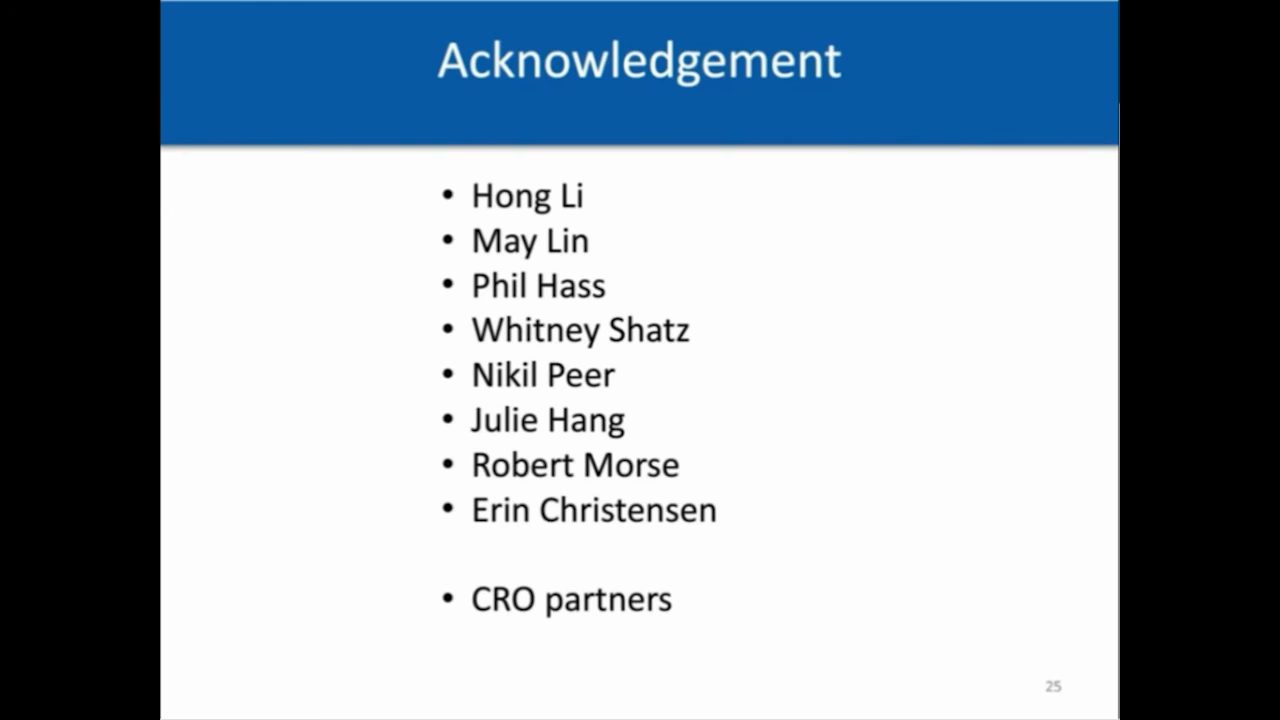 Acknowledgement
• Hong Li
• May Lin
• Phil Hass
• Whitney Shatz
• Nikil Peer
• Julie Hang
• Robert Morse
• Erin Christensen
• CRO partners
25